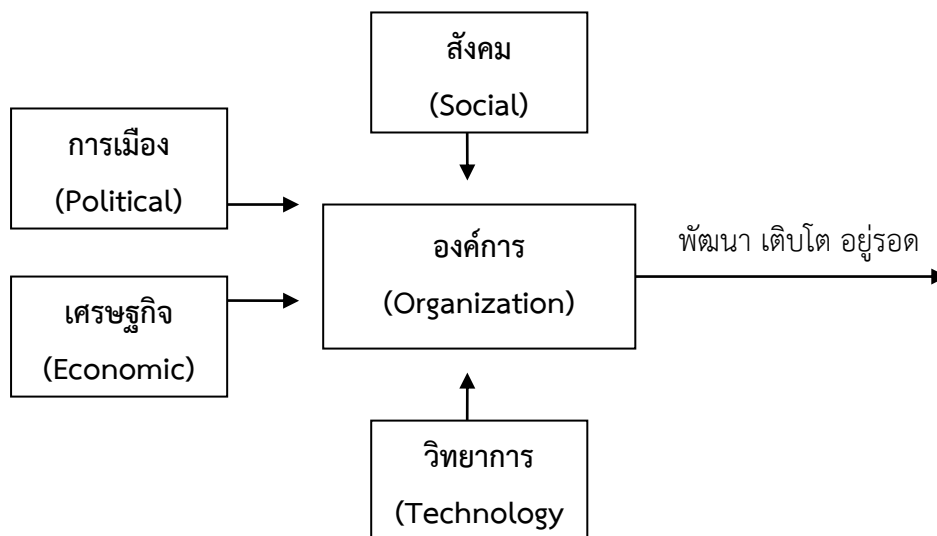 สังคม
(Social)
การเมือง
(Political)
องค์การ
(Organization)
พัฒนา เติบโต อยู่รอด
เศรษฐกิจ
(Economic)
วิทยาการ
(Technology